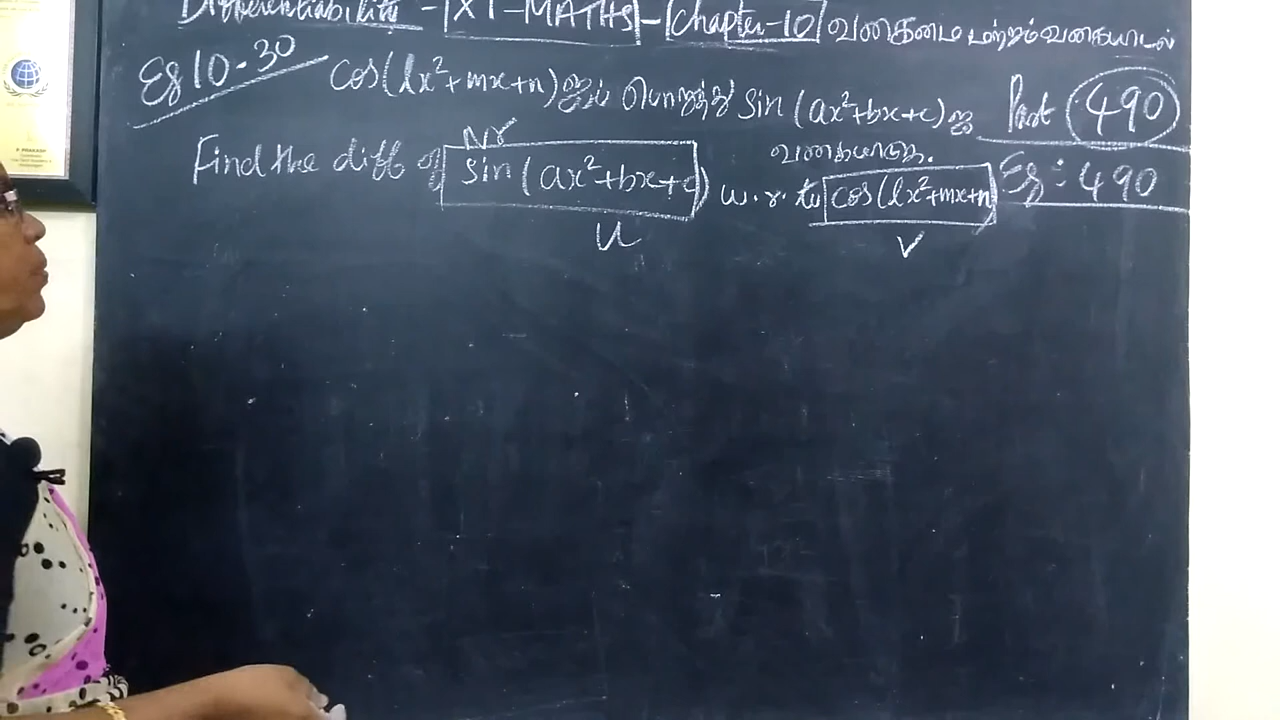 Differentiability - XI - MATHS - Chapter-10 வகைமை மற்றும் வகையிடல்
Eg 10-30 cos(lx²+mx+n)ஐப் பொறுத்து sin(ax²+bx+c)ஐ Part 490
Nr வகையிடுக.
Find the diff of sin(ax²+bx+c) w.r.to cos(lx²+mx+n) Eg: 490
u v
P PRAKASH